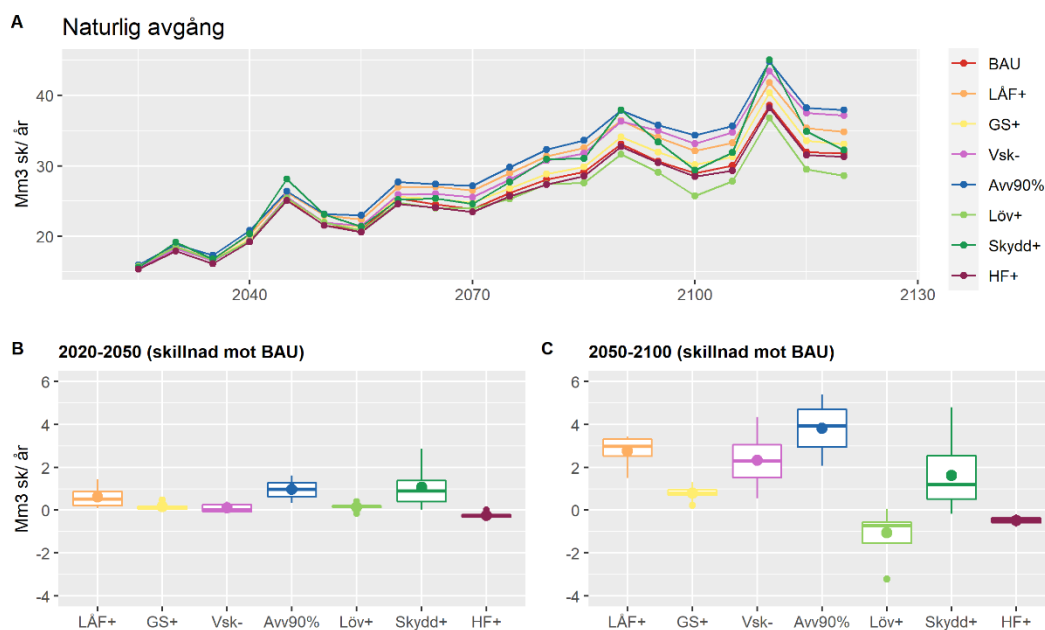 A
Naturlig avgång
Mm3 sk/ år
40
30
20
2040
2070
2100
2130
BAU
LÅF+
GS+
Vsk-
Avv90%
Löv+
Skydd+
HF+
B
2020-2050 (skillnad mot BAU)
Mm3 sk/ år
6
4
2
0
-2
-4
LÅF+
GS+
Vsk-
Avv90%
Löv+
Skydd+
HF+
C
2050-2100 (skillnad mot BAU)
6
4
2
0
-2
-4
LÅF+
GS+
Vsk-
Avv90%
Löv+
Skydd+
HF+